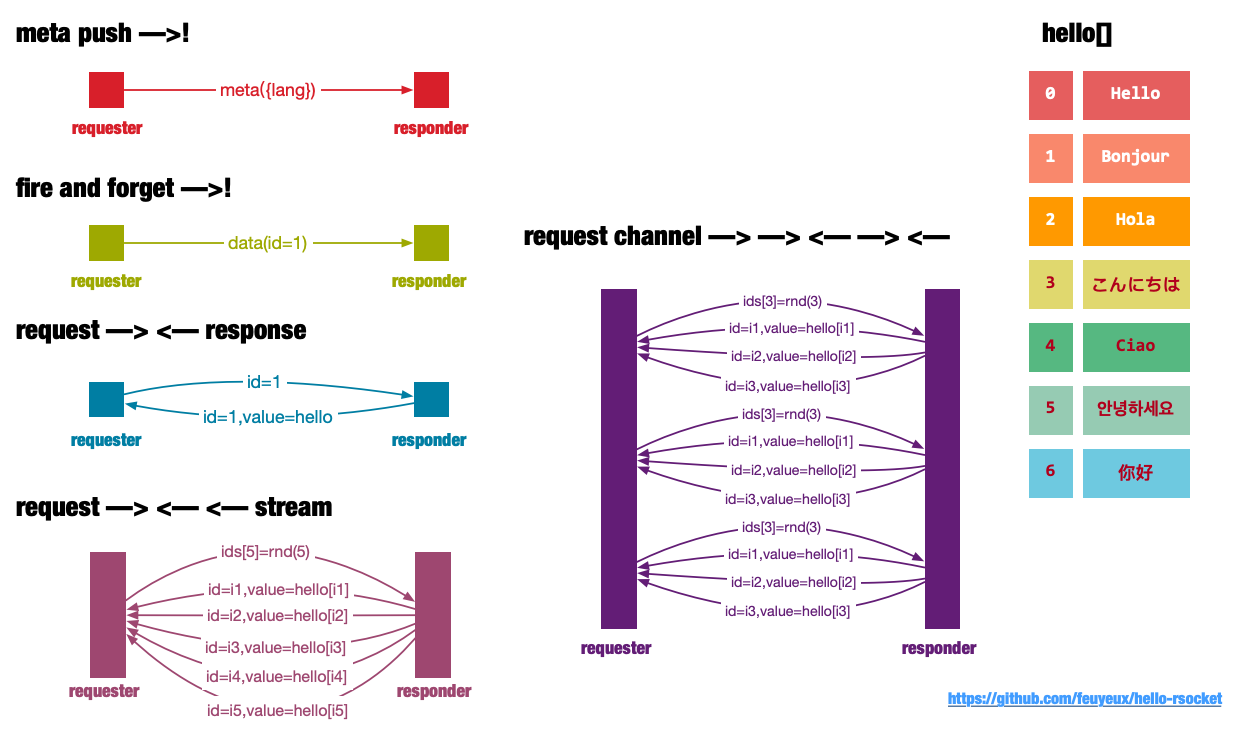 meta push —>!
meta({lang})
requester
responder
fire and forget —>!
data(id=1)
requester
responder
request —> <— response
id=1
id=1,value=hello
requester
responder
request —> <— <— stream
ids[5]=rnd(5)
id=i1,value=hello[i1]
id=i2,value=hello[i2]
id=i3,value=hello[i3]
id=i4,value=hello[i4]
requester
responder
id=i5,value=hello[i5]
request channel —> —> <— —> <—
ids[3]=rnd(3)
id=i1,value=hello[i1]
id=i2,value=hello[i2]
id=i3,value=hello[i3]
ids[3]=rnd(3)
id=i1,value=hello[i1]
id=i2,value=hello[i2]
id=i3,value=hello[i3]
ids[3]=rnd(3)
id=i1,value=hello[i1]
id=i2,value=hello[i2]
id=i3,value=hello[i3]
requester
responder
hello[]
0 Hello
1 Bonjour
2 Hola
3 こんにちは
4 Ciao
5 안녕하세요
6 你好
https://github.com/feuyeux/hello-rsocket